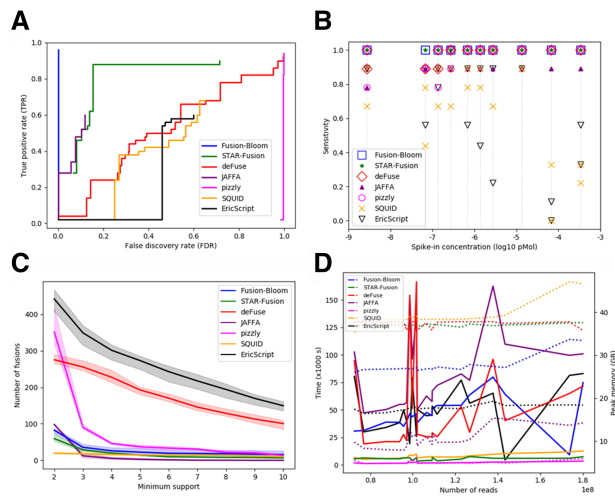 A
True positive rate (TPR)
1.0
0.8
0.6
0.4
0.2
0.0
Fusion-Bloom
STAR-Fusion
deFuse
JAFFA
pizzly
SQUID
EricScript
0.0 0.2 0.4 0.6 0.8 1.0
False discovery rate (FDR)
B
Sensitivity
1.0
0.8
0.6
0.4
0.2
0.0
Fusion-Bloom
STAR-Fusion
deFuse
JAFFA
pizzly
SQUID
EricScript
-9 -8 -7 -6 -5 -4 -3
Spike-in concentration (log10 pMol)
C
Number of fusions
400
300
200
100
0
Fusion-Bloom
STAR-Fusion
deFuse
JAFFA
pizzly
SQUID
EricScript
2 3 4 5 6 7 8 9 10
Minimum support
D
Time (x1000 s)
150
125
100
75
50
25
0
Fusion-Bloom
STAR-Fusion
deFuse
JAFFA
pizzly
SQUID
EricScript
40
30
20
10
0.8 1.0 1.2 1.4 1.6 1.8
Number of reads
1e8